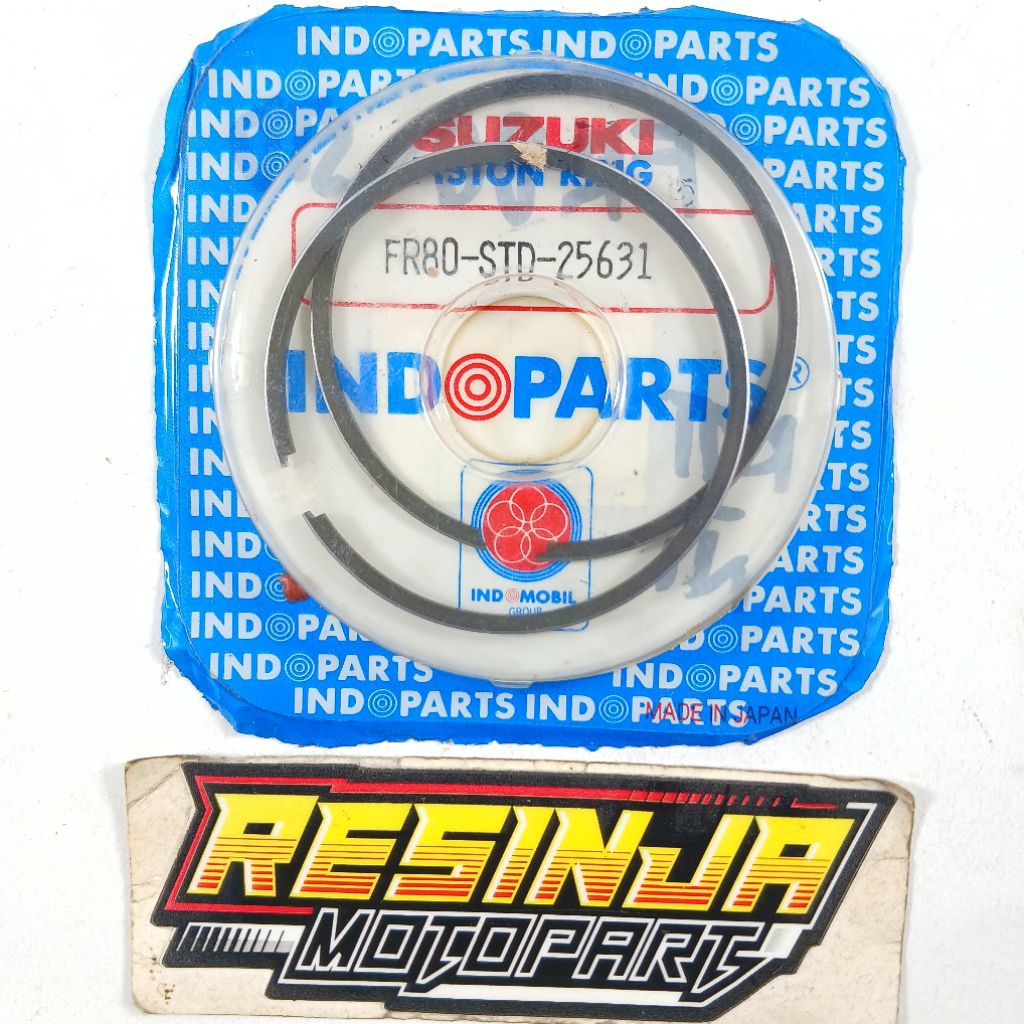 INDOPARTS INDOPARTS
INDOPARTS INDOPARTS
SUZUKI
PISTON RING
FR80-STD-25631
INDOPARTS®
INDOMOBIL
GROUP
INDOPARTS INDOPARTS
INDOPARTS INDOPARTS
MADE IN JAPAN
RESINJA
MOTOPARTS